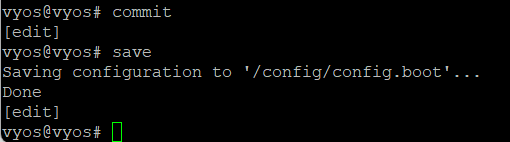 vyos@vyos# commit
[edit]
vyos@vyos# save
Saving configuration to '/config/config.boot'...
Done
[edit]
vyos@vyos#